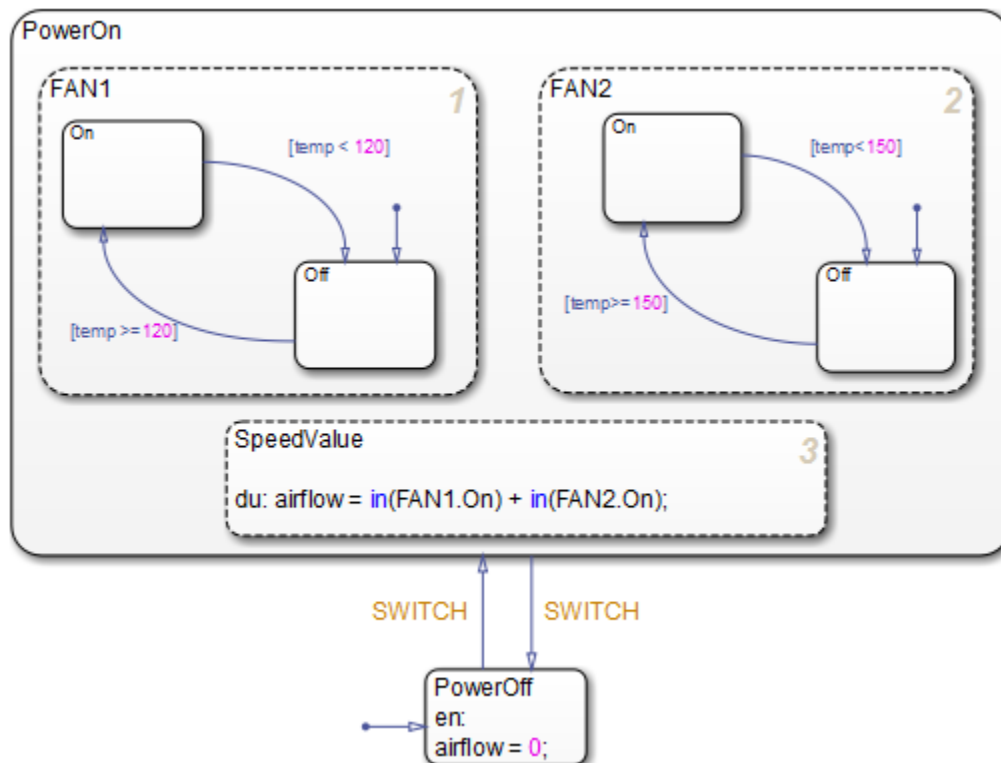 PowerOn
FAN1
1
On
[temp < 120]
Off
[temp >=120]
FAN2
2
On
[temp<150]
Off
[temp>=150]
SpeedValue
3
du: airflow = in(FAN1.On) + in(FAN2.On);
SWITCH
SWITCH
PowerOff
en:
airflow = 0;